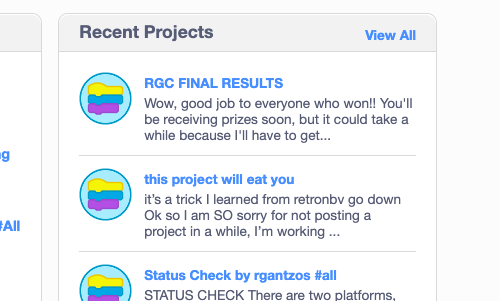 Recent Projects
View All
RGC FINAL RESULTS
Wow, good job to everyone who won!! You'll
be receiving prizes soon, but it could take a
while because I'll have to get...
ng
this project will eat you
it’s a trick I learned from retronbv go down
Ok so I am SO sorry for not posting a
project in a while, I’m working ...
#All
Status Check by rgantzos #all
STATUS CHECK There are two platforms,